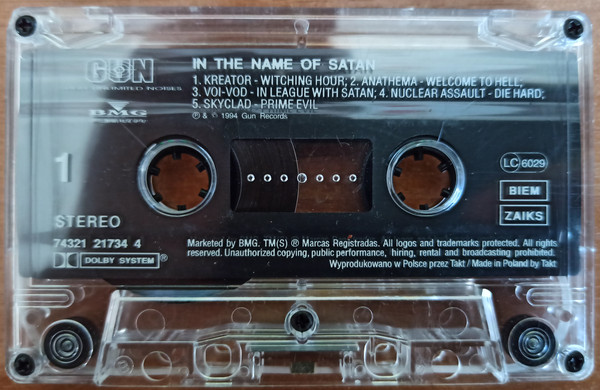 GUN
IN THE NAME OF SATAN
1. KREATOR - WITCHING HOUR; 2. ANATHEMA - WELCOME TO HELL;
3. VOI-VOD - IN LEAGUE WITH SATAN; 4. NUCLEAR ASSAULT - DIE HARD;
5. SKYCLAD - PRIME EVIL
℗ & © 1994 Gun Records
UNLIMITED NOISES
BMG
1
LC 6029
BIEM
ZAIKS
STEREO
74321 21734 4
DOLBY SYSTEM®
Marketed by BMG. TM(S) ® Marcas Registradas. All logos and trademarks protected. All rights
reserved. Unauthorized copying, public performance, hiring, rental and broadcasting prohibited.
Wyprodukowano w Polsce przez Takt / Made in Poland by Takt